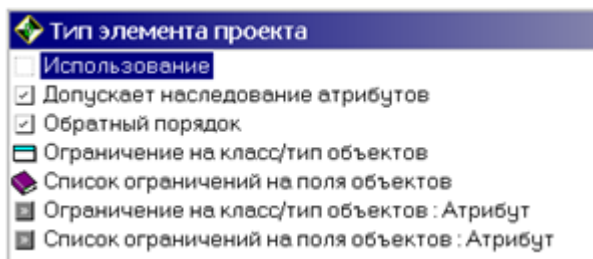 Тип элемента проекта
Использование
Допускает наследование атрибутов
Обратный порядок
Ограничение на класс/тип объектов
Список ограничений на поля объектов
Ограничение на класс/тип объектов : Атрибут
Список ограничений на поля объектов : Атрибут